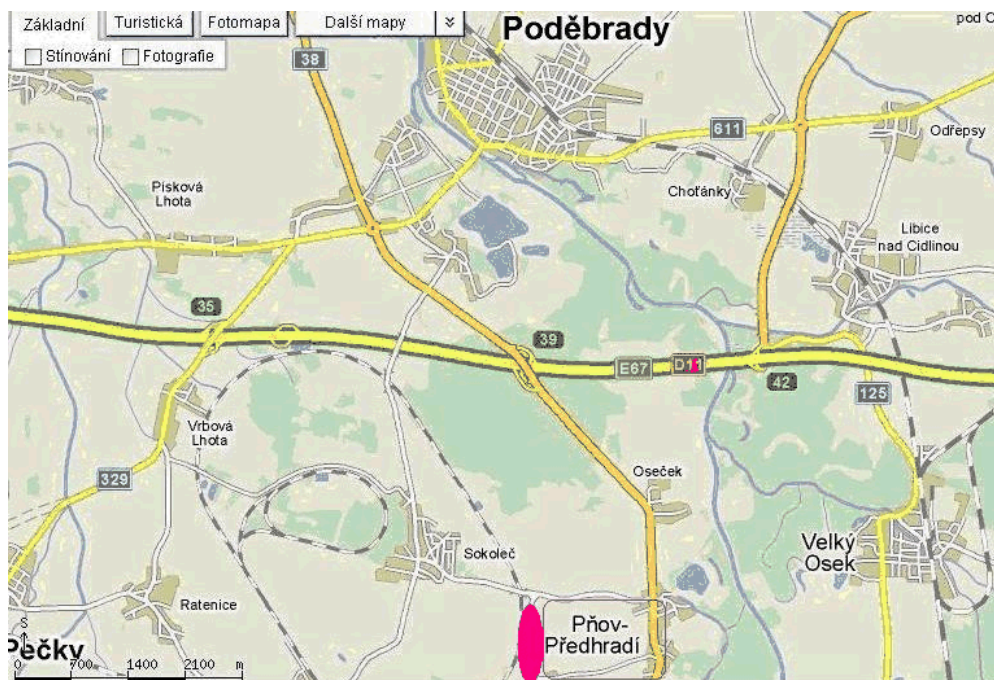 Základní
Turistická
Fotomapa
Další mapy
Stínování
Fotografie
Poděbrady
pod
38
611
Odřepsy
Písková
Lhota
Choťánky
Libice
nad Cidlinou
35
39
E67
D11
42
125
Vrbová
Lhota
329
Oseček
Velký
Osek
Sokoleč
Ratenice
Pňov-
Předhradí
S
Pečky
0 700 1400 2100 m